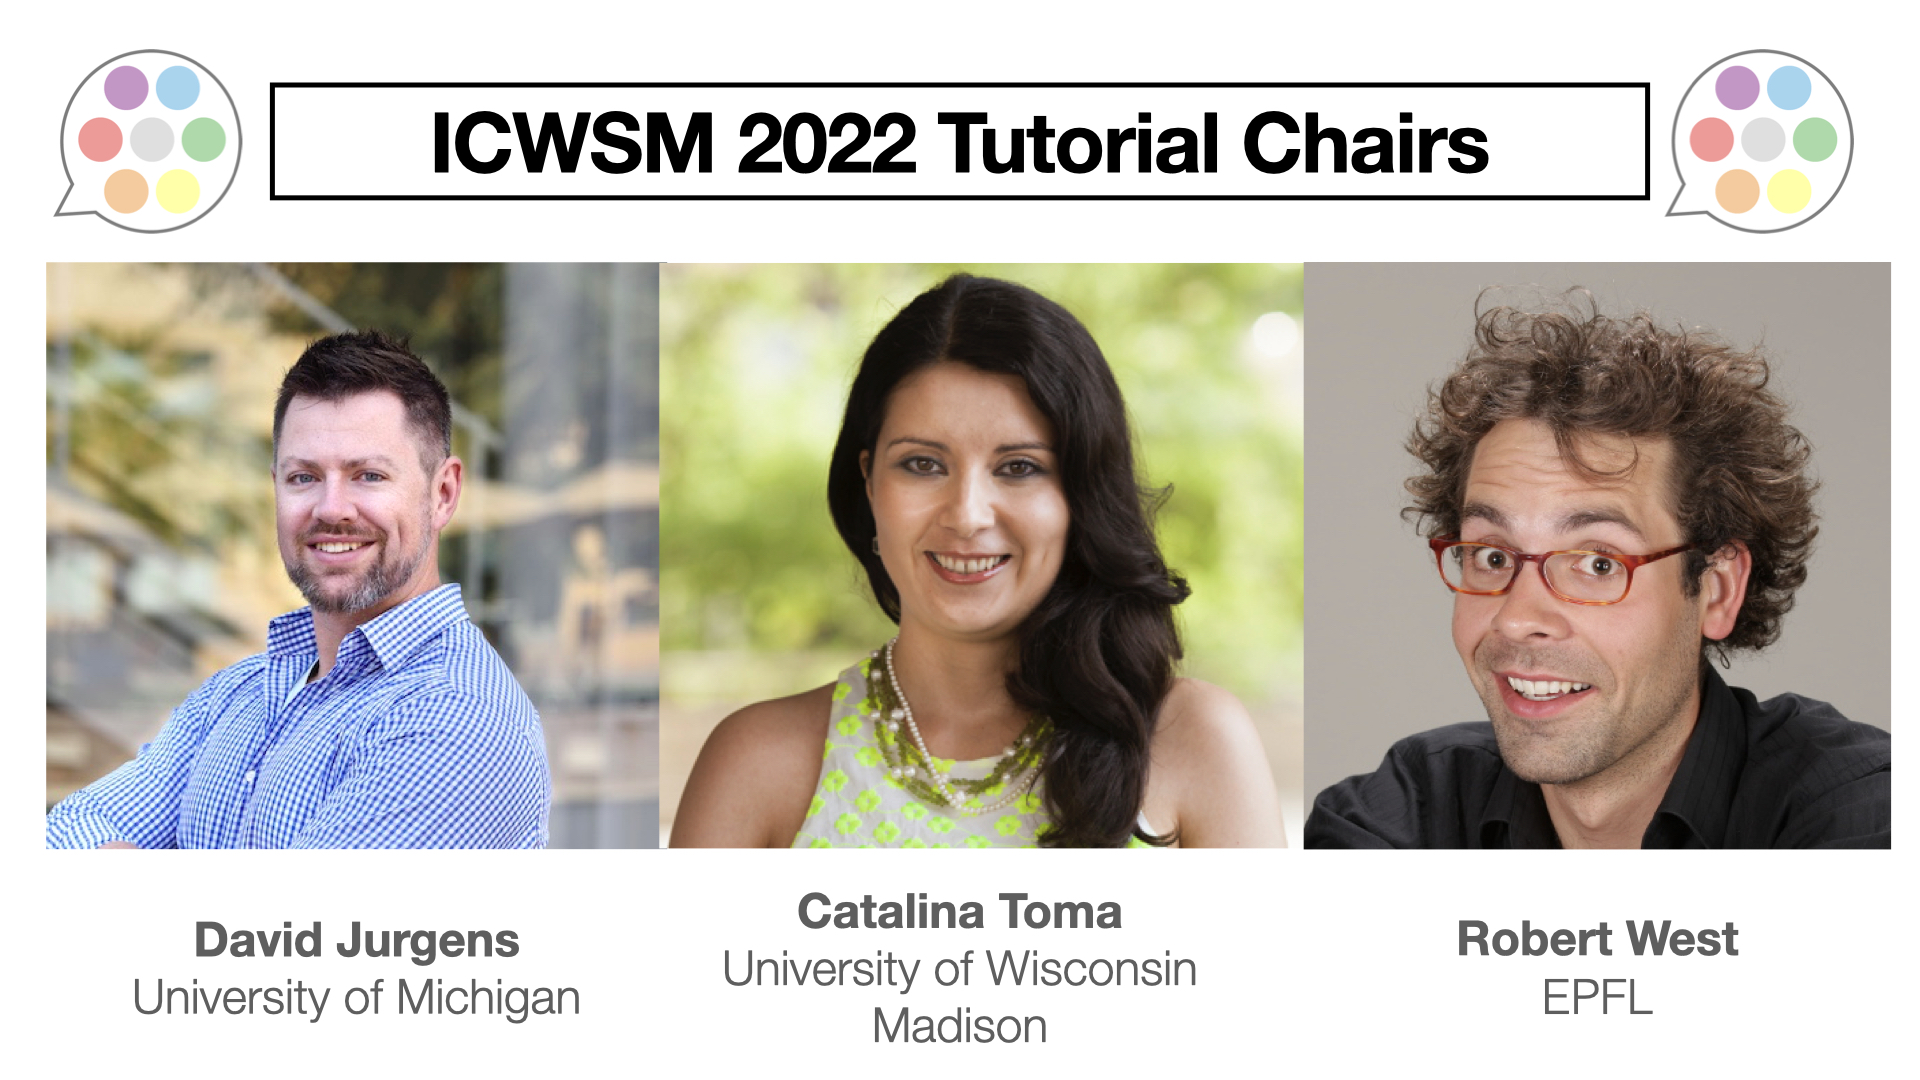 ICWSM 2022 Tutorial Chairs
David Jurgens
University of Michigan
Catalina Toma
University of Wisconsin
Madison
Robert West
EPFL